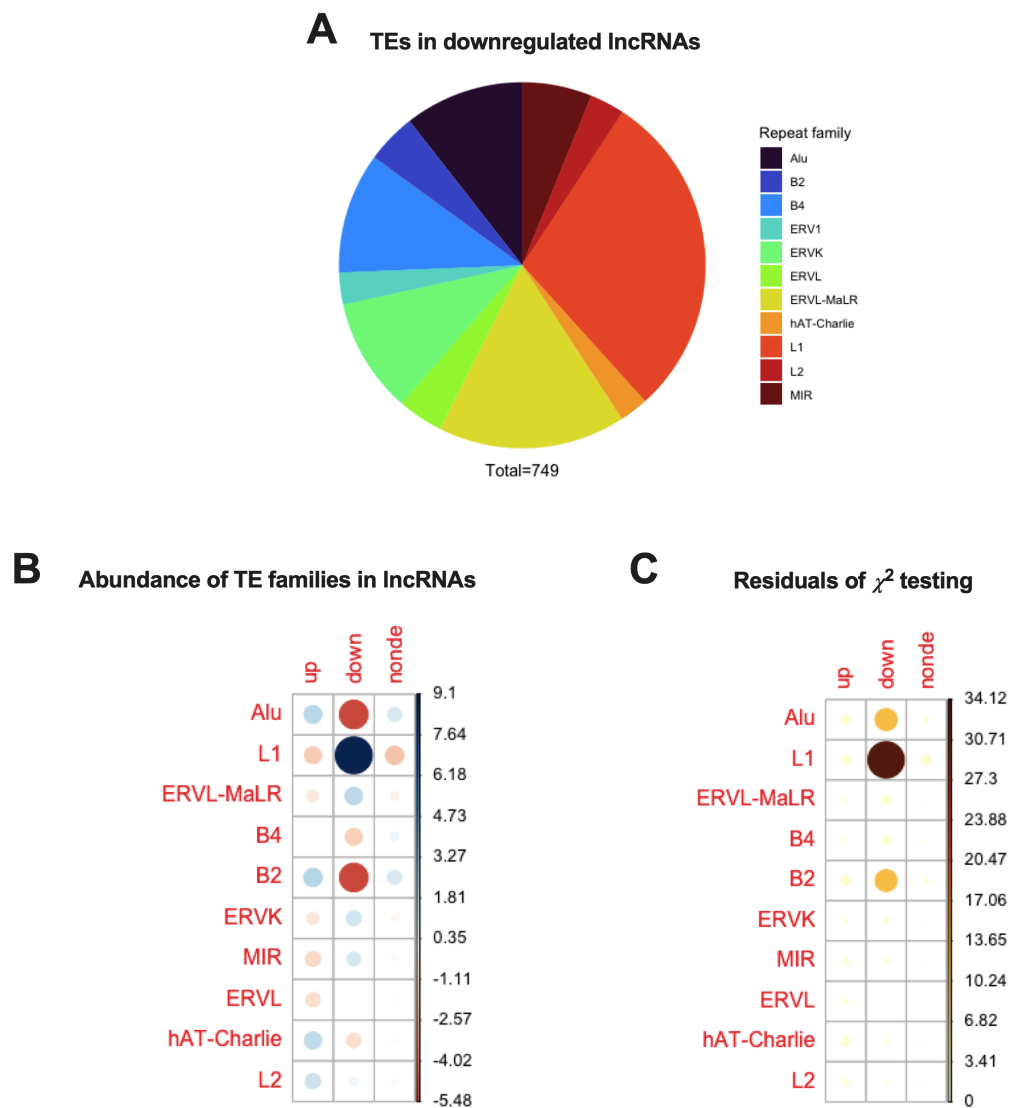 A
TEs in downregulated lncRNAs
Repeat family
Alu
B2
B4
ERV1
ERVK
ERVL
ERVL-MaLR
hAT-Charlie
L1
L2
MIR
Total=749
B
Abundance of TE families in lncRNAs
up
down
nonde
Alu
L1
ERVL-MaLR
B4
B2
ERVK
MIR
ERVL
hAT-Charlie
L2
9.1
7.64
6.18
4.73
3.27
1.81
0.35
-1.11
-2.57
-4.02
-5.48
C
Residuals of χ² testing
up
down
nonde
Alu
L1
ERVL-MaLR
B4
B2
ERVK
MIR
ERVL
hAT-Charlie
L2
34.12
30.71
27.3
23.88
20.47
17.06
13.65
10.24
6.82
3.41
0